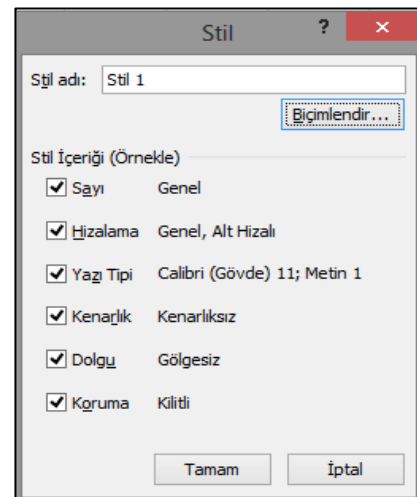 Stil
?
×
Stil adı: Stil 1
Biçimlendir...
Stil İçeriği (Örnekle)
Sayı Genel
Hizalama Genel, Alt Hizalı
Yazı Tipi Calibri (Gövde) 11; Metin 1
Kenarlık Kenarlıksız
Dolgu Gölgesiz
Koruma Kilitli
Tamam İptal